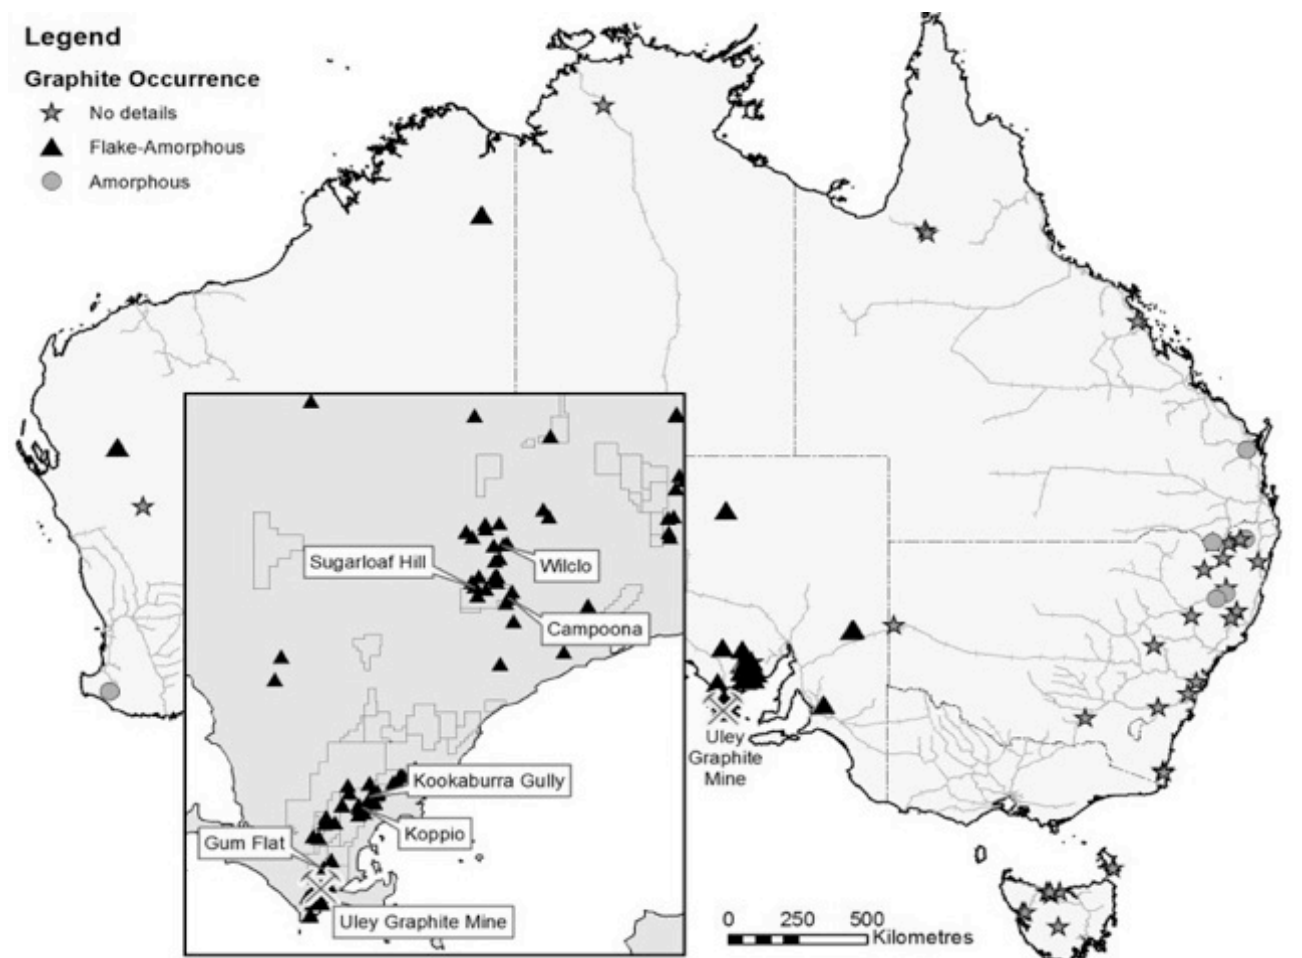 Legend
Graphite Occurrence
No details
Flake-Amorphous
Amorphous
Sugarloaf Hill
Wilclo
Campoona
Kookaburra Gully
Koppio
Gum Flat
Uley Graphite Mine
Uley
Graphite
Mine
0 250 500
Kilometres